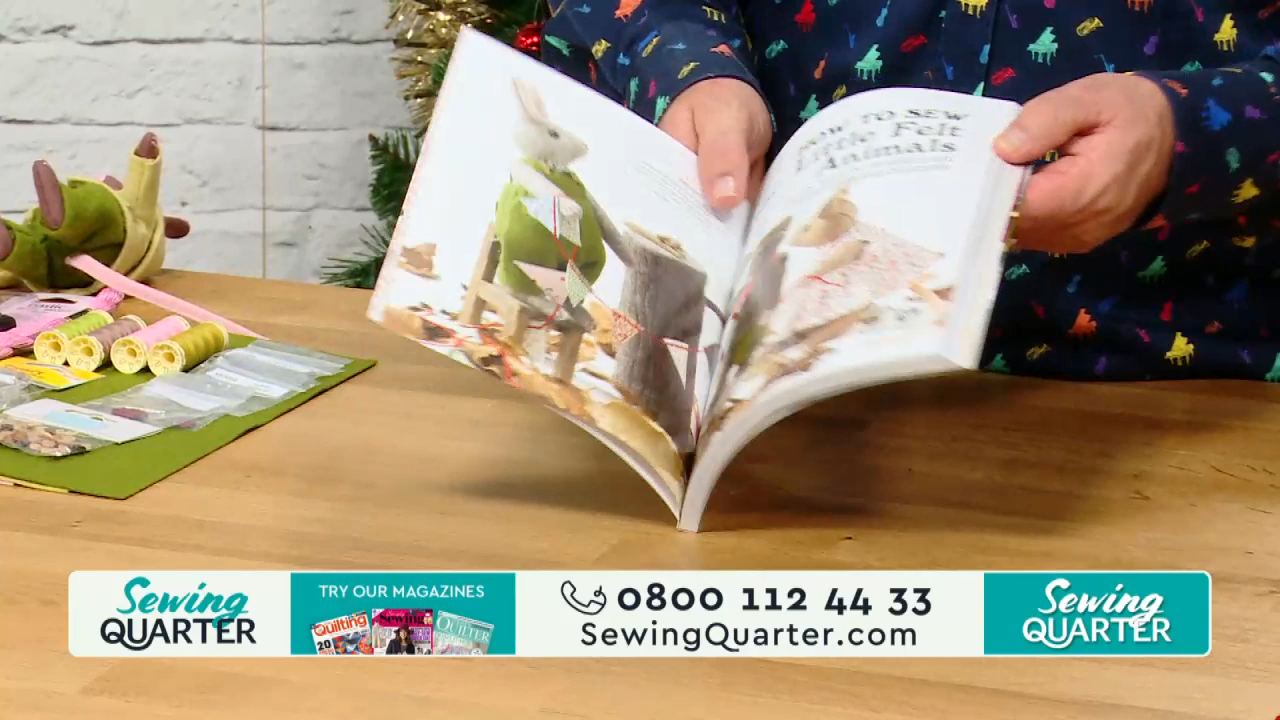 HOW TO SEW
Little Felt
Animals
Sewing
QUARTER
TRY OUR MAGAZINES
Quilting
20
Sewing
QUILTER
0800 112 44 33
SewingQuarter.com
Sewing
QUARTER